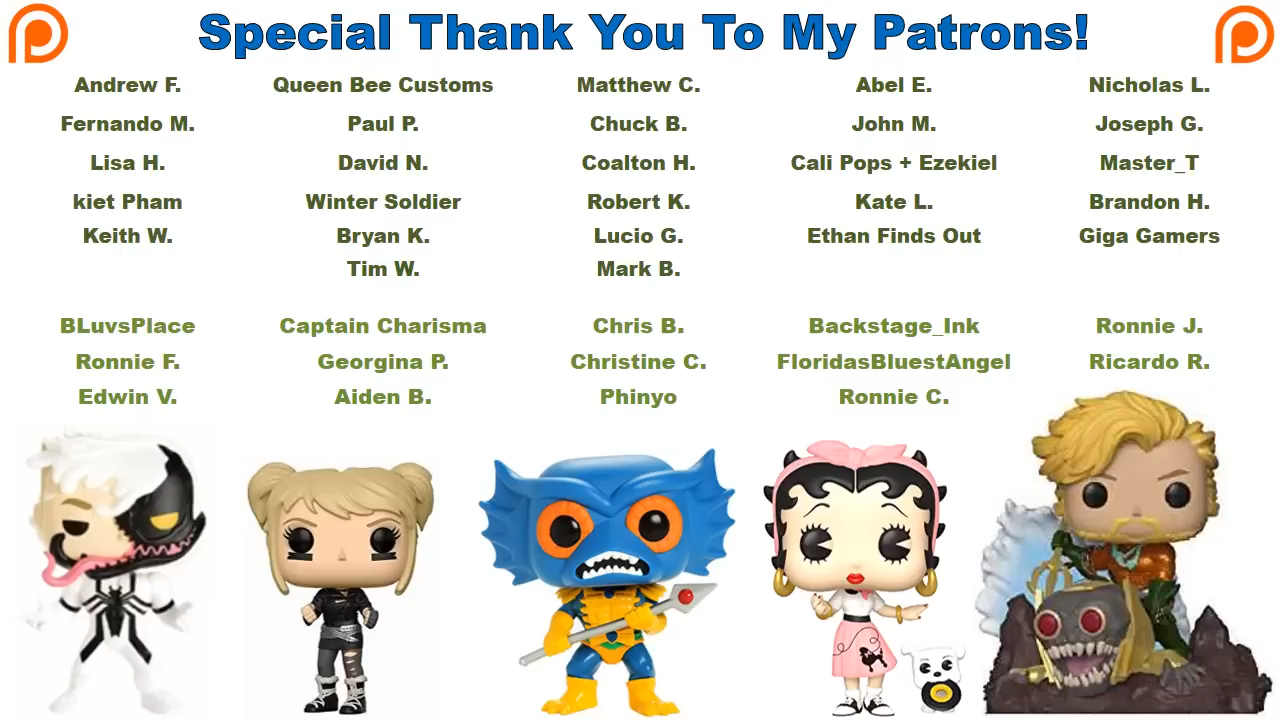 Special Thank You To My Patrons!
Andrew F. Queen Bee Customs Matthew C. Abel E. Nicholas L.
Fernando M. Paul P. Chuck B. John M. Joseph G.
Lisa H. David N. Coalton H. Cali Pops + Ezekiel Master_T
kiet Pham Winter Soldier Robert K. Kate L. Brandon H.
Keith W. Bryan K. Lucio G. Ethan Finds Out Giga Gamers
Tim W. Mark B.
BLuvsPlace Captain Charisma Chris B. Backstage_Ink Ronnie J.
Ronnie F. Georgina P. Christine C. FloridasBluestAngel Ricardo R.
Edwin V. Aiden B. Phinyo Ronnie C.